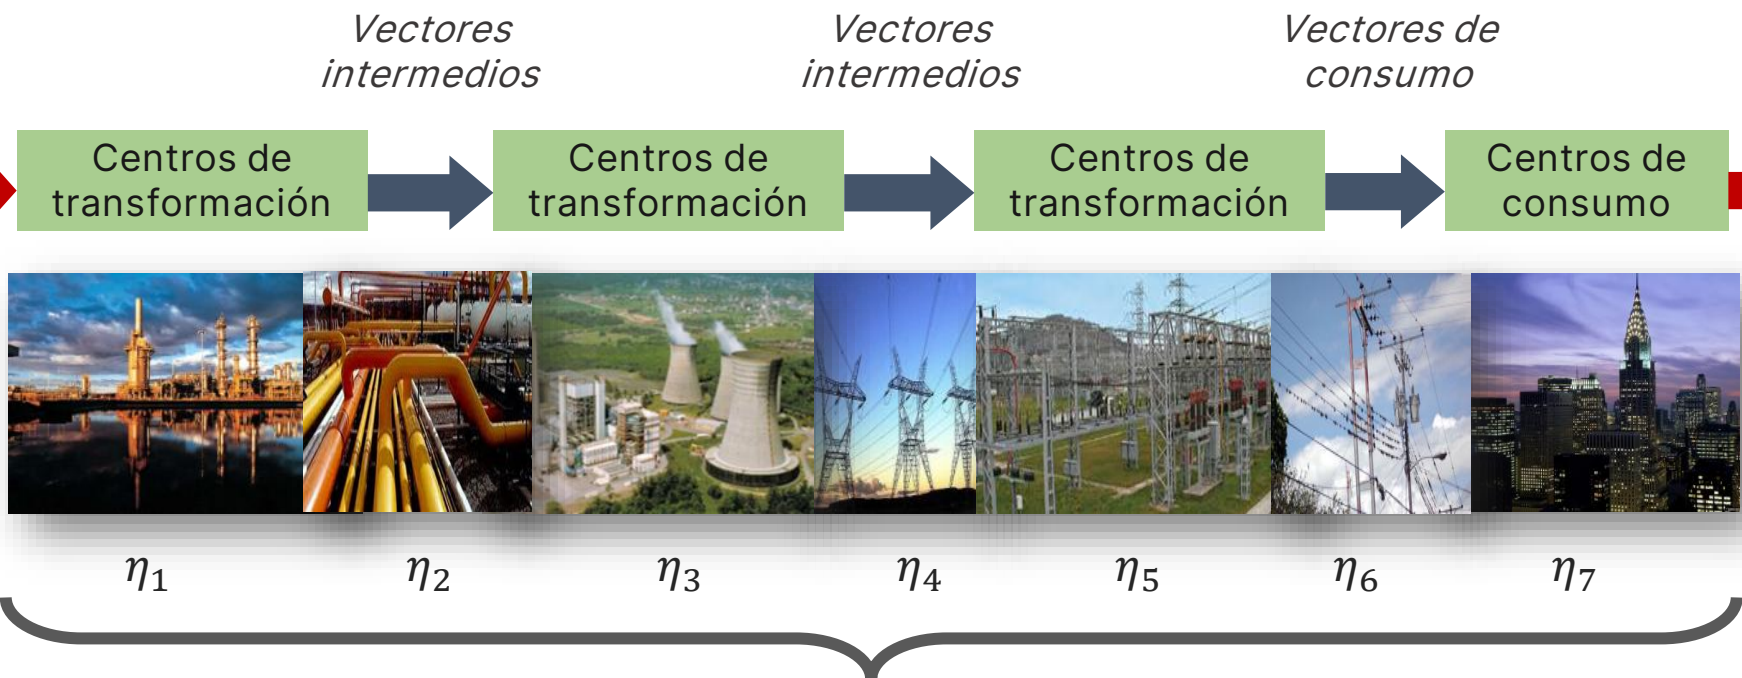 Vectores
intermedios
Vectores
intermedios
Vectores de
consumo
Centros de
transformación
Centros de
transformación
Centros de
transformación
Centros de
consumo
η₁
η₂
η₃
η₄
η₅
η₆
η₇